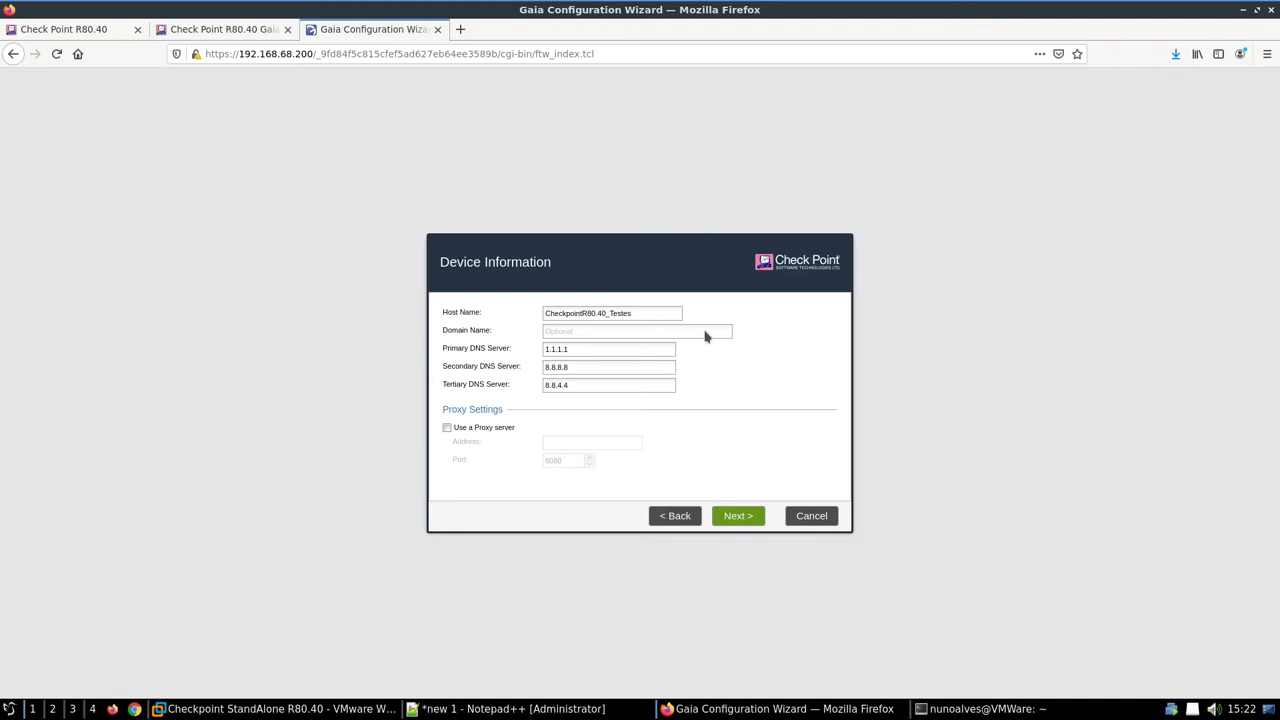 Gaia Configuration Wizard — Mozilla Firefox
Check Point R80.40
Check Point R80.40 Gai
Gaia Configuration Wiza
https://192.168.68.200/_9fd84f5c815cfef5ad627eb64ee3589b/cgi-bin/ftw_index.tcl
Device Information
Check Point
SOFTWARE TECHNOLOGIES LTD
Host Name: CheckpointR80.40_Testes
Domain Name: Optional
Primary DNS Server: 1.1.1.1
Secondary DNS Server: 8.8.8.8
Tertiary DNS Server: 8.8.4.4
Proxy Settings
Use a Proxy server
Address:
Port: 8080
< Back Next > Cancel
1 2 3 4 Checkpoint StandAlone R80.40 - VMware W... *new 1 - Notepad++ [Administrator] Gaia Configuration Wizard — Mozilla Firefox nunoalves@VMWare: ~ 15:22